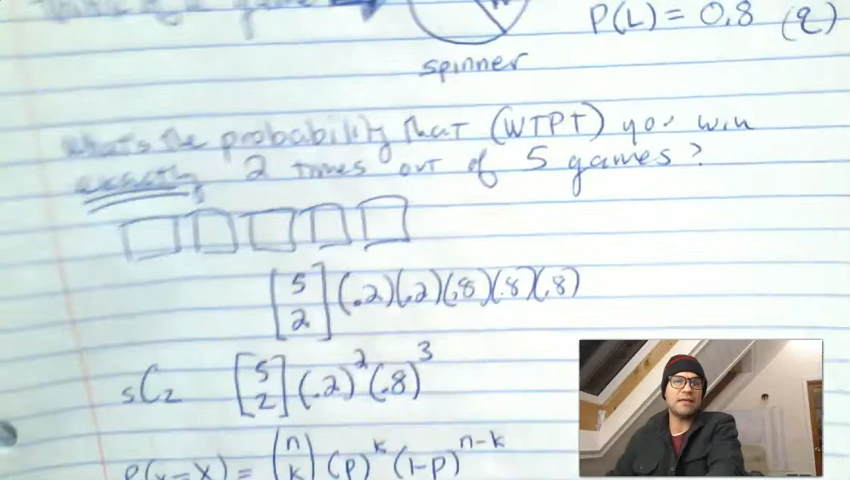 P(L) = 0.8 (q)
spinner
what's the probability that (WTPT) you win
exactly 2 times out of 5 games?
[5 2] (.2)(.2)(.8)(.8)(.8)
5C2 [5 2] (.2)^2 (.8)^3
= (n k) (p)^k (1-p)^n-k